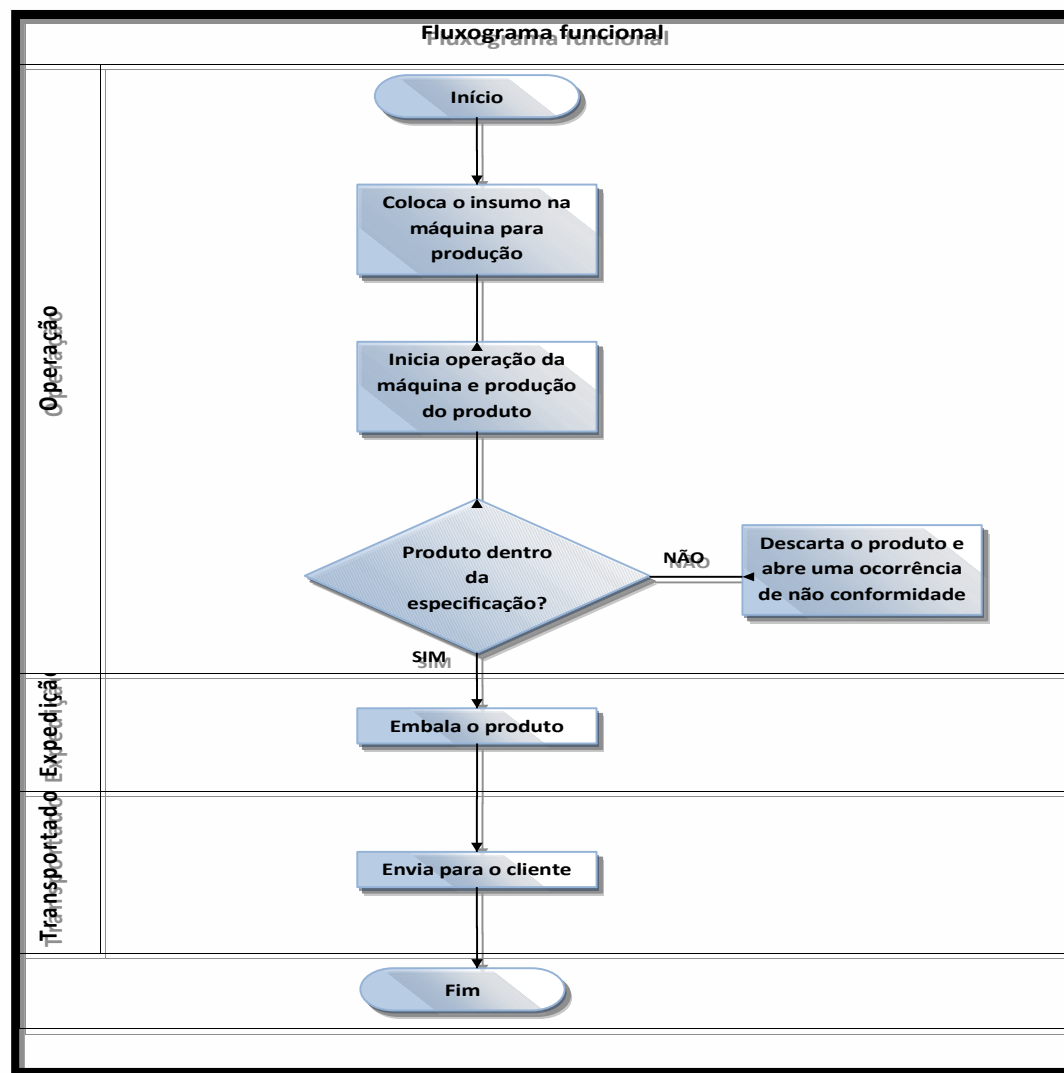 Fluxograma funcional
Operação
Início
Coloca o insumo na
máquina para
produção
Inicia operação da
máquina e produção
do produto
Produto dentro
da
especificação?
NÃO
Descarta o produto e
abre uma ocorrência
de não conformidade
SIM
Expediçã
Embala o produto
Transportado
Envia para o cliente
Fim